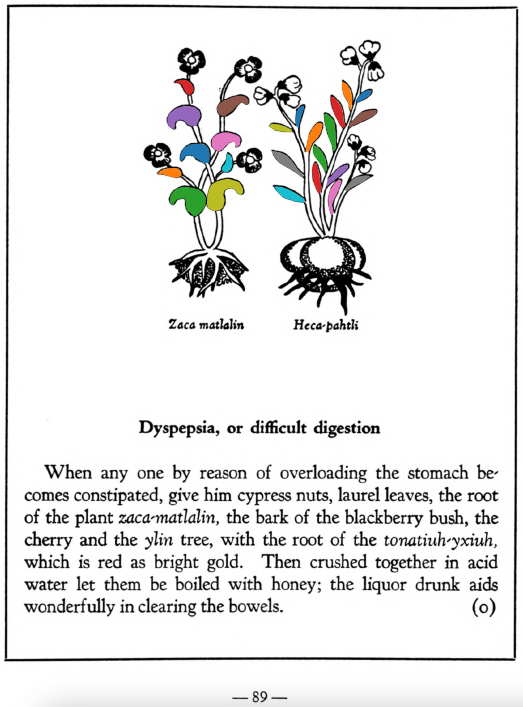 Zaca matlalin Heca-pahtli
Dyspepsia, or difficult digestion
When any one by reason of overloading the stomach be-
comes constipated, give him cypress nuts, laurel leaves, the root
of the plant zaca-matlalin, the bark of the blackberry bush, the
cherry and the ylin tree, with the root of the tonatiuh-yxiuh,
which is red as bright gold. Then crushed together in acid
water let them be boiled with honey; the liquor drunk aids
wonderfully in clearing the bowels. (o)
— 89 —